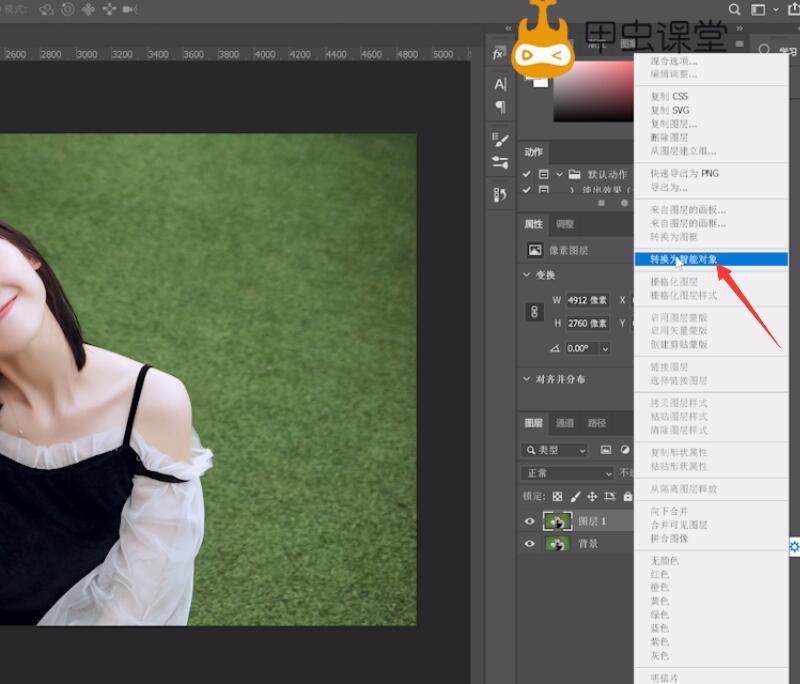 模式:
甲虫课堂
2600 2800 3000 3200 3400 3600 3800 4000 4200 4400 4600 4800 5000
学习
动作
默认动作
属性 调整
像素图层
变换
W 4912 像素 X
H 2760 像素 Y
0.00°
对齐并分布
图层 通道 路径
类型
正常
锁定:
图层 1
背景
混合选项...
编辑调整...
复制 CSS
复制 SVG
复制图层...
删除图层
从图层建立组...
快速导出为 PNG
导出为...
来自图层的画板...
来自图层的画框...
转换为图框
转换为智能对象
栅格化图层
栅格化图层样式
启用图层蒙版
启用矢量蒙版
创建剪贴蒙版
链接图层
选择链接图层
拷贝图层样式
粘贴图层样式
清除图层样式
复制形状属性
粘贴形状属性
从隔离图层释放
向下合并
合并可见图层
拼合图像
无颜色
红色
橙色
黄色
绿色
蓝色
紫色
灰色
明信片